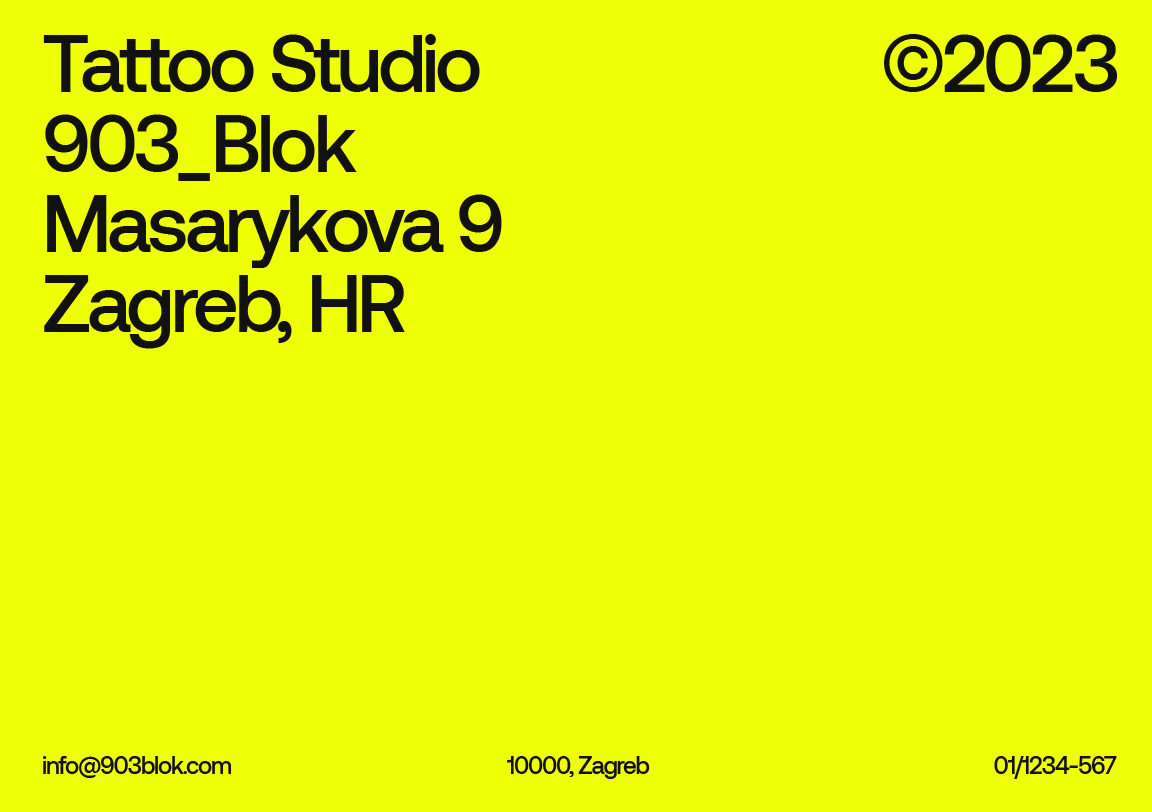 Tattoo Studio
903_Blok
Masarykova 9
Zagreb, HR
©2023
info@903blok.com
10000, Zagreb
01/1234-567